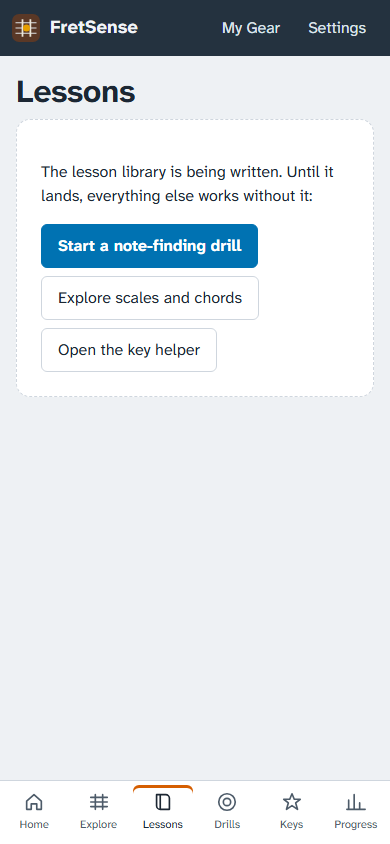 FretSense
My Gear
Settings
Lessons
The lesson library is being written. Until it
lands, everything else works without it:
Start a note-finding drill
Explore scales and chords
Open the key helper
Home
Explore
Lessons
Drills
Keys
Progress